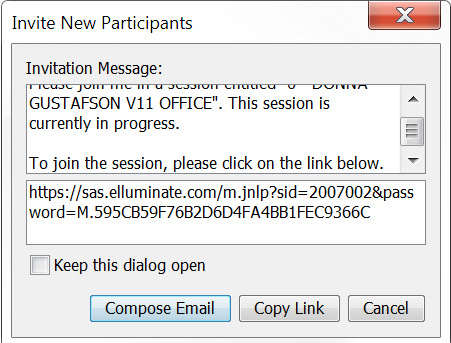 Invite New Participants
Invitation Message:
Please join me in a session entitled "0 - DONNA
GUSTAFSON V11 OFFICE". This session is
currently in progress.
To join the session, please click on the link below.
https://sas.elluminate.com/m.jnlp?sid=2007002&pas
sword=M.595CB59F76B2D6D4FA4BB1FEC9366C
Keep this dialog open
Compose Email
Copy Link
Cancel